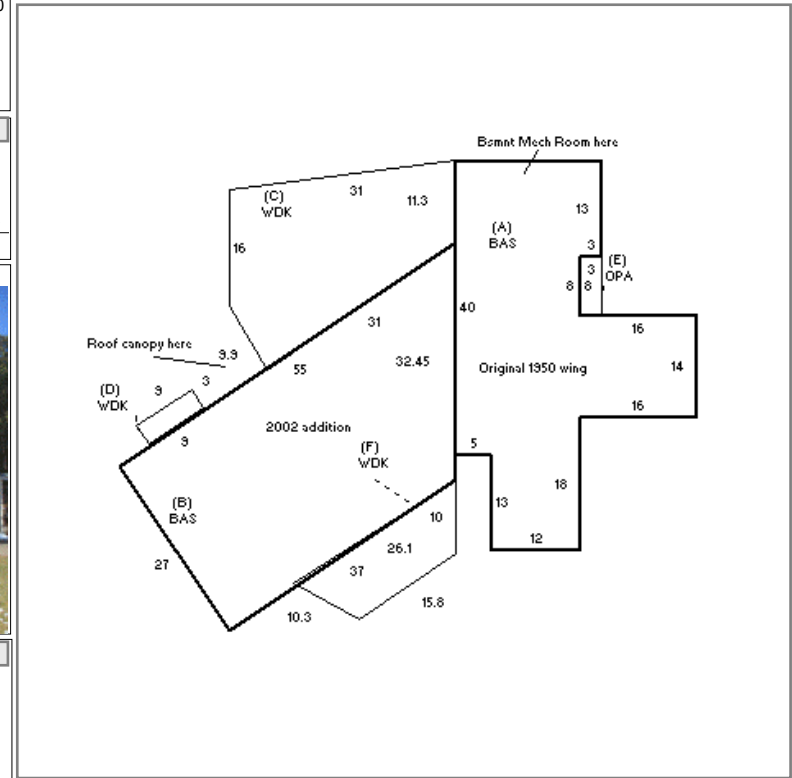 0
Bsmnt Mech Room here
31
(C)
WDK
11.3
13
(A)
BAS
16
3
(E)
OPA
3
8
8
40
31
16
Roof canopy here
9.9
32.45
14
55
Original 1950 wing
3
9
(D)
WDK
16
9
2002 addition
5
(F)
WDK
18
13
(B)
BAS
10
12
26.1
27
37
15.8
10.3